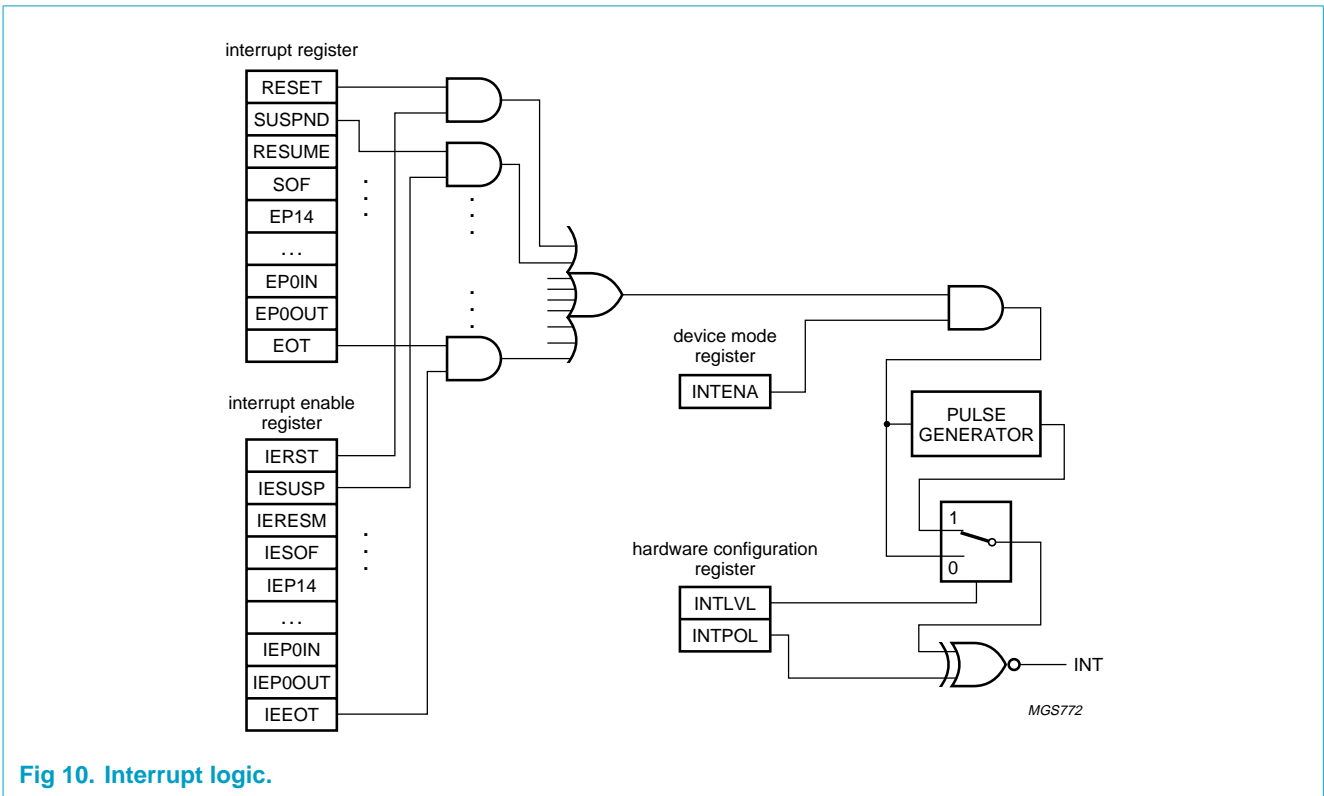 interrupt register
RESET
SUSPND
RESUME
SOF
EP14
...
EP0IN
EP0OUT
EOT
interrupt enable
register
IERST
IESUSP
IERESM
IESOF
IEP14
...
IEP0IN
IEP0OUT
IEEOT
device mode
register
INTENA
PULSE
GENERATOR
1
0
hardware configuration
register
INTLVL
INTPOL
INT
MGS772
Fig 10. Interrupt logic.